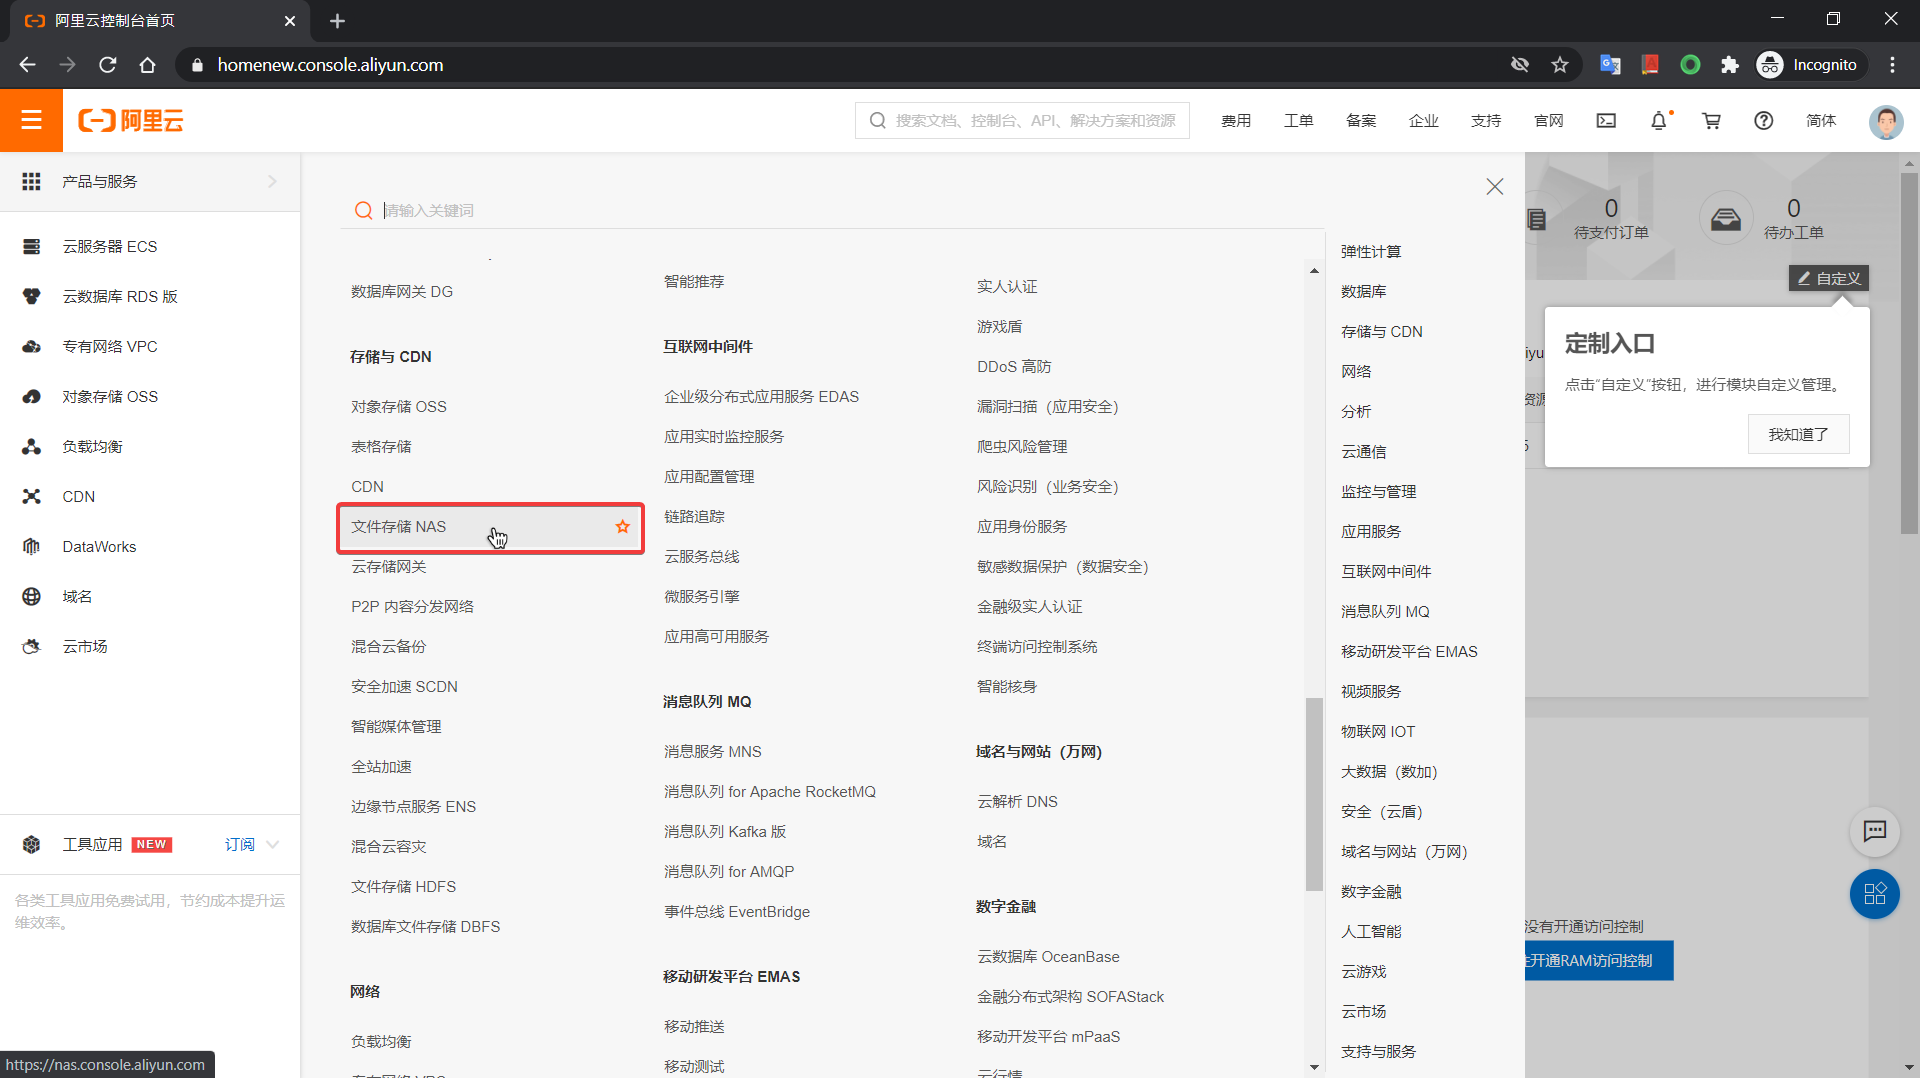 阿里云控制台首页
homenew.console.aliyun.com
Incognito
阿里云
搜索文档、控制台、API、解决方案和资源
费用
工单
备案
企业
支持
官网
简体
产品与服务
云服务器 ECS
云数据库 RDS 版
专有网络 VPC
对象存储 OSS
负载均衡
CDN
DataWorks
域名
云市场
工具应用 NEW 订阅
各类工具应用免费试用，节约成本提升运
维效率。
https://nas.console.aliyun.com
请输入关键词
数据库网关 DG
存储与 CDN
对象存储 OSS
表格存储
CDN
文件存储 NAS
云存储网关
P2P 内容分发网络
混合云备份
安全加速 SCDN
智能媒体管理
全站加速
边缘节点服务 ENS
混合云容灾
文件存储 HDFS
数据库文件存储 DBFS
网络
负载均衡
智能推荐
互联网中间件
企业级分布式应用服务 EDAS
应用实时监控服务
应用配置管理
链路追踪
云服务总线
微服务引擎
应用高可用服务
消息队列 MQ
消息服务 MNS
消息队列 for Apache RocketMQ
消息队列 Kafka 版
消息队列 for AMQP
事件总线 EventBridge
移动研发平台 EMAS
移动推送
移动测试
实人认证
游戏盾
DDoS 高防
漏洞扫描（应用安全）
爬虫风险管理
风险识别（业务安全）
应用身份服务
敏感数据保护（数据安全）
金融级实人认证
终端访问控制系统
智能核身
域名与网站（万网）
云解析 DNS
域名
数字金融
云数据库 OceanBase
金融分布式架构 SOFAStack
移动开发平台 mPaaS
云行情
弹性计算
数据库
存储与 CDN
网络
分析
云通信
监控与管理
应用服务
互联网中间件
消息队列 MQ
移动研发平台 EMAS
视频服务
物联网 IOT
大数据（数加）
安全（云盾）
域名与网站（万网）
数字金融
人工智能
云游戏
云市场
支持与服务
0
待支付订单
0
待办工单
自定义
定制入口
点击“自定义”按钮，进行模块自定义管理。
我知道了
iyu
资源
没有开通访问控制
开通RAM访问控制